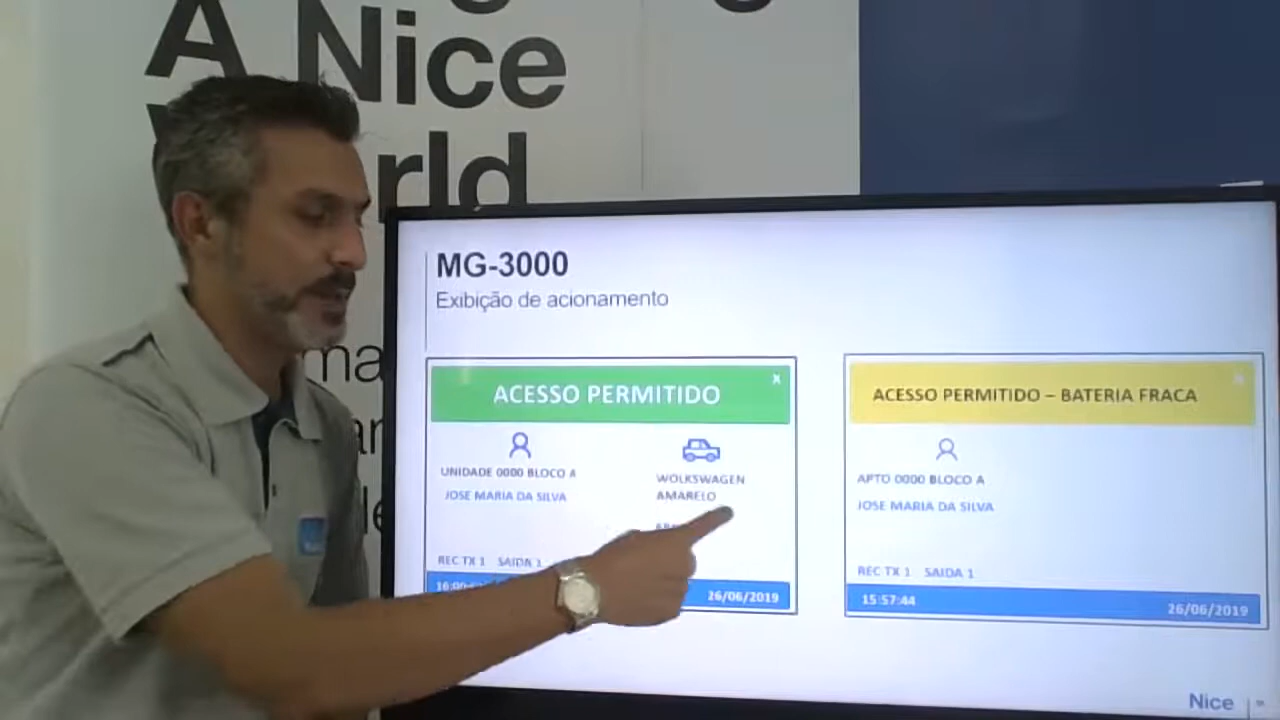 A Nice
World
MG-3000
Exibição de acionamento
ACESSO PERMITIDO
X
UNIDADE 0000 BLOCO A
JOSE MARIA DA SILVA
WOLKSWAGEN
AMARELO
REC TX 1 SAIDA 1
26/06/2019
ACESSO PERMITIDO – BATERIA FRACA
X
APTO 0000 BLOCO A
JOSE MARIA DA SILVA
REC TX 1 SAIDA 1
15:57:44
26/06/2019
Nice